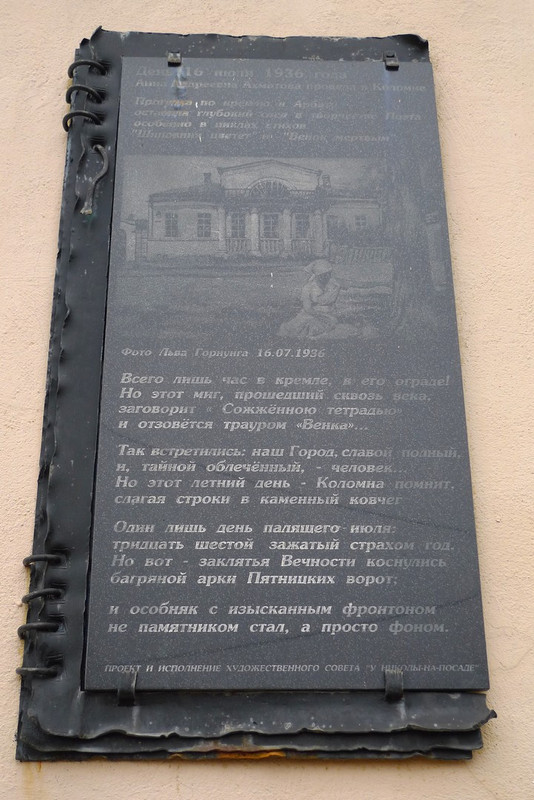 День 16 июля 1936 года
Анна Андреевна Ахматова провела в Коломне
Прогулка по кремлю и Арбату
оставила глубокий след в творчестве Поэта
особенно в циклах стихов
"Шиповник цветет" и "Венок мертвым"
Фото Льва Горнунга 16.07.1936
Всего лишь час в кремле, в его ограде!
Но этот миг, прошедший сквозь века,
заговорит « Сожжённою тетрадью»
и отзовётся трауром «Венка»...
Так встретились: наш Город, славой полный,
и, тайной облечённый, - человек...
Но этот летний день - Коломна помнит,
слагая строки в каменный ковчег
Один лишь день палящего июля:
тридцать шестой зажатый страхом год.
Но вот - заклятья Вечности коснулись
багряной арки Пятницких ворот;
и особняк с изысканным фронтоном
не памятником стал, а просто фоном.
ПРОЕКТ И ИСПОЛНЕНИЕ ХУДОЖЕСТВЕННОГО СОВЕТА "У НИКОЛЫ-НА-ПОСАДЕ"